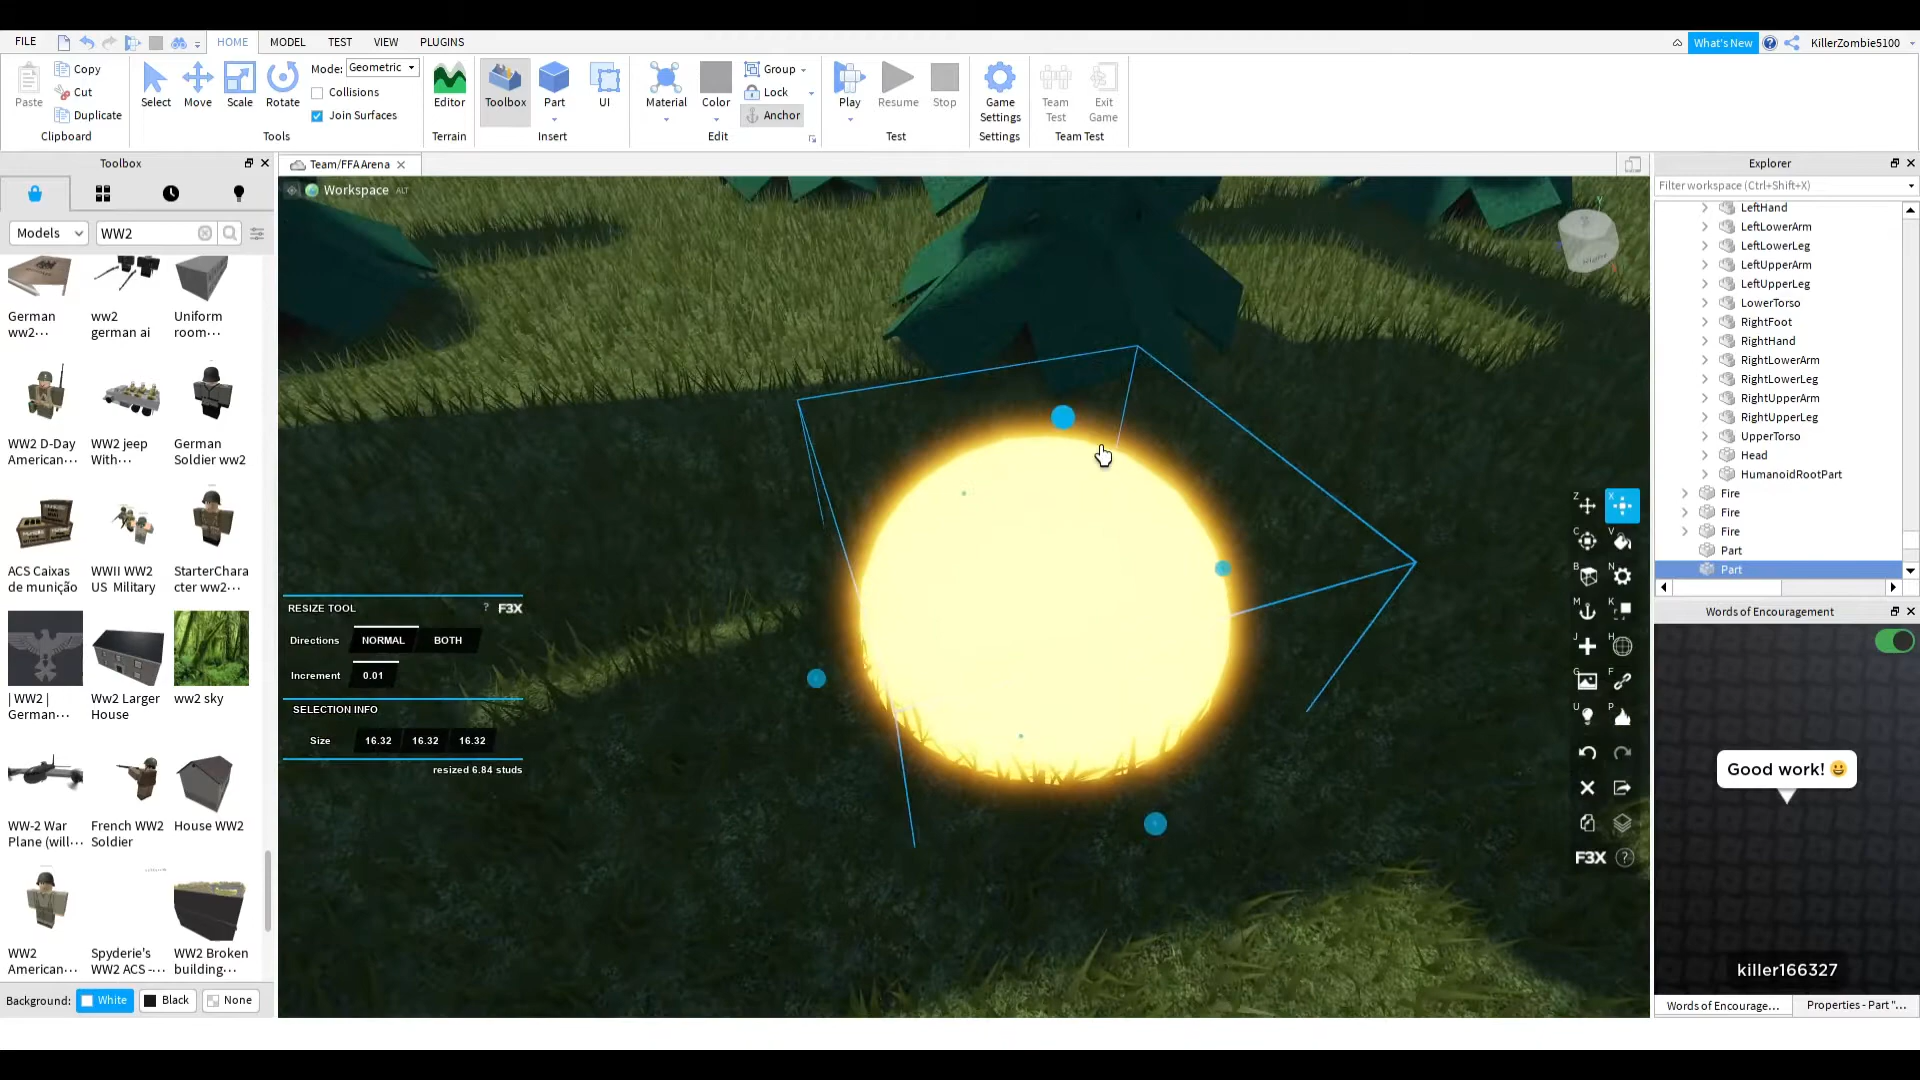 FILE
HOME
MODEL
TEST
VIEW
PLUGINS
What's New
KillerZombie5100
Paste
Copy
Cut
Duplicate
Clipboard
Select
Move
Scale
Rotate
Mode: Geometric
Collisions
Join Surfaces
Tools
Editor
Terrain
Toolbox
Part
UI
Insert
Material
Color
Group
Lock
Anchor
Edit
Play
Resume
Stop
Test
Game
Settings
Settings
Team
Test
Exit
Game
Team Test
Toolbox
Models
WW2
German
ww2···
ww2
german ai
Uniform
room···
WW2 D-Day
American···
WW2 jeep
With···
German
Soldier ww2
ACS Caixas
de munição
WWII WW2
US Military
StarterChara
cter ww2···
| WW2 |
German···
Ww2 Larger
House
ww2 sky
WW-2 War
Plane (will···
French WW2
Soldier
House WW2
WW2
American···
Spyderie's
WW2 ACS -···
WW2 Broken
building···
Background:
White
Black
None
Team/FFA Arena
Workspace
ALT
RESIZE TOOL
?
F3X
Directions
NORMAL
BOTH
Increment
0.01
SELECTION INFO
Size
16.32
16.32
16.32
resized 6.84 studs
Z
X
C
V
B
N
M
K
J
H
G
F
U
P
F3X
?
Explorer
Filter workspace (Ctrl+Shift+X)
LeftHand
LeftLowerArm
LeftLowerLeg
LeftUpperArm
LeftUpperLeg
LowerTorso
RightFoot
RightHand
RightLowerArm
RightLowerLeg
RightUpperArm
RightUpperLeg
UpperTorso
Head
HumanoidRootPart
Fire
Fire
Fire
Part
Part
Words of Encouragement
Good work! 😀
killer166327
Words of Encourage...
Properties - Part "...